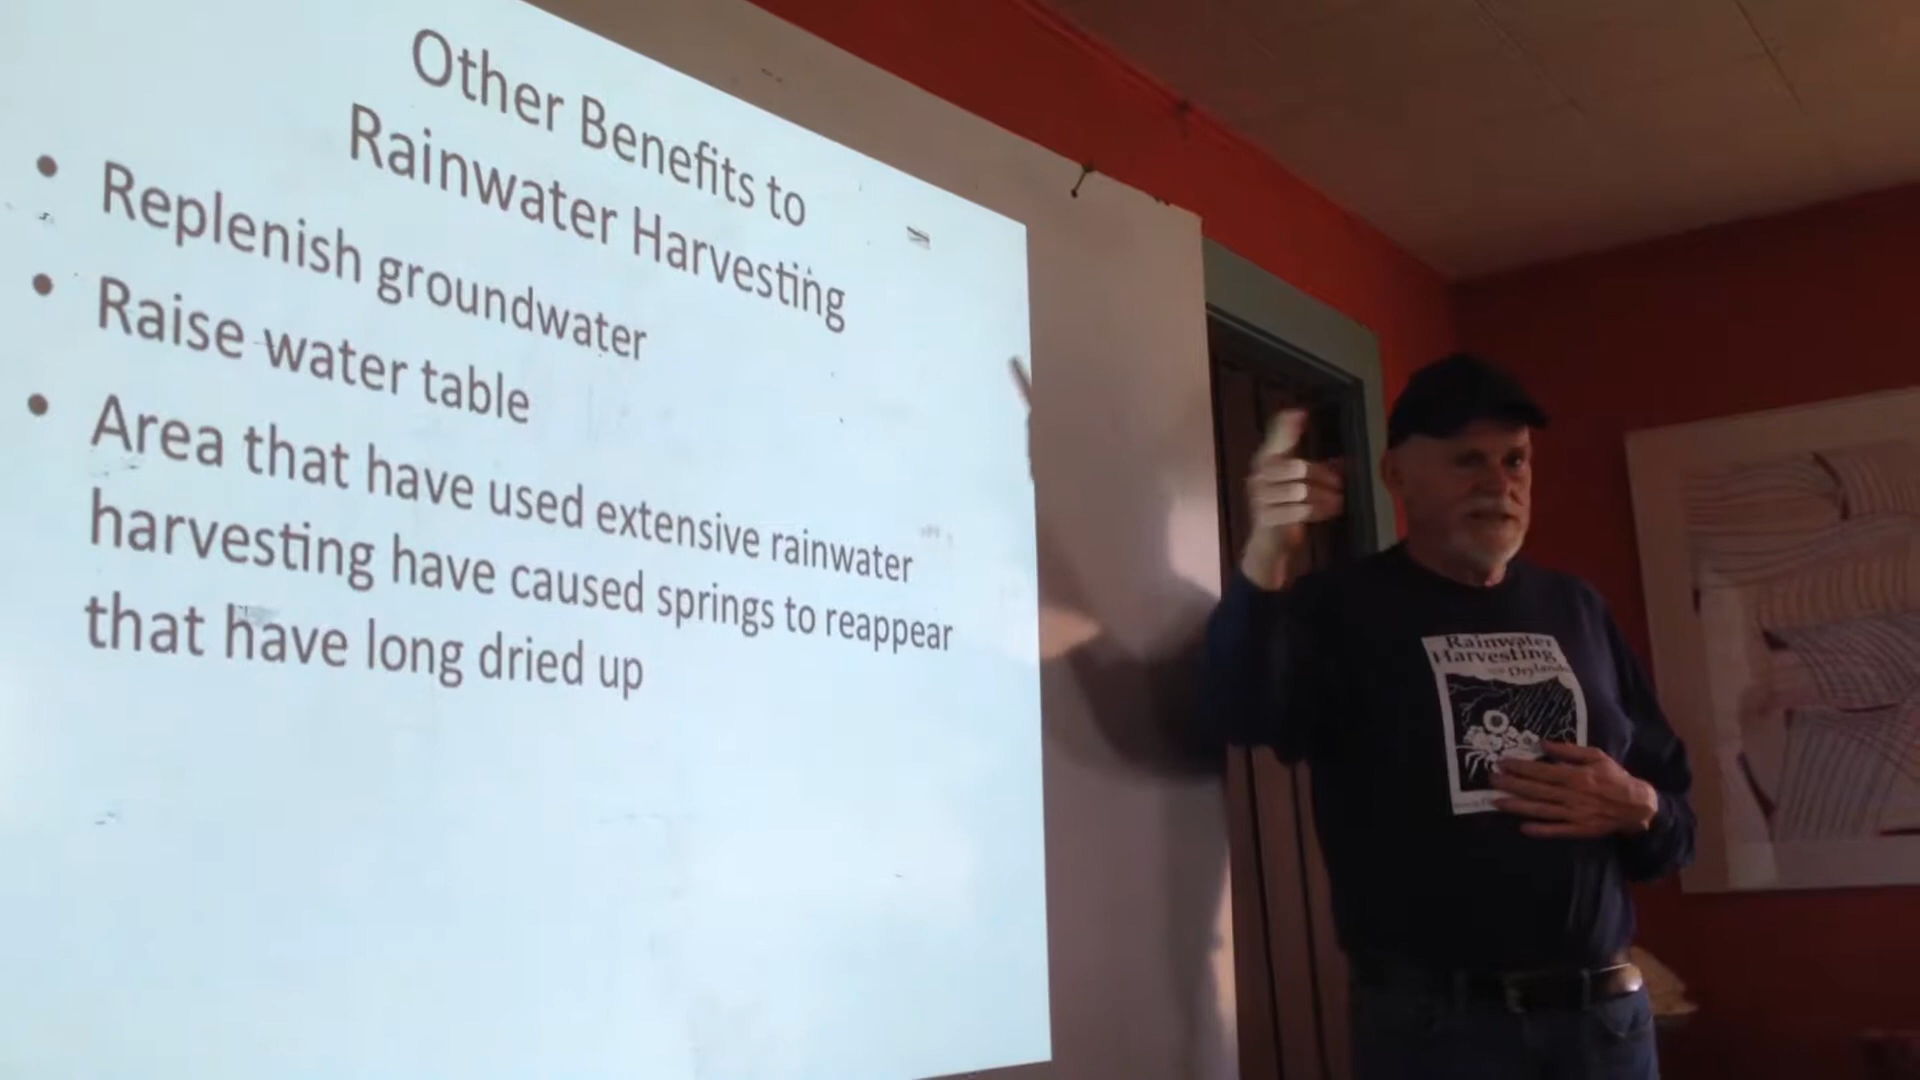 Other Benefits to
Rainwater Harvesting
• Replenish groundwater
• Raise water table
• Area that have used extensive rainwater
harvesting have caused springs to reappear
that have long dried up
Rainwater
Harvesting